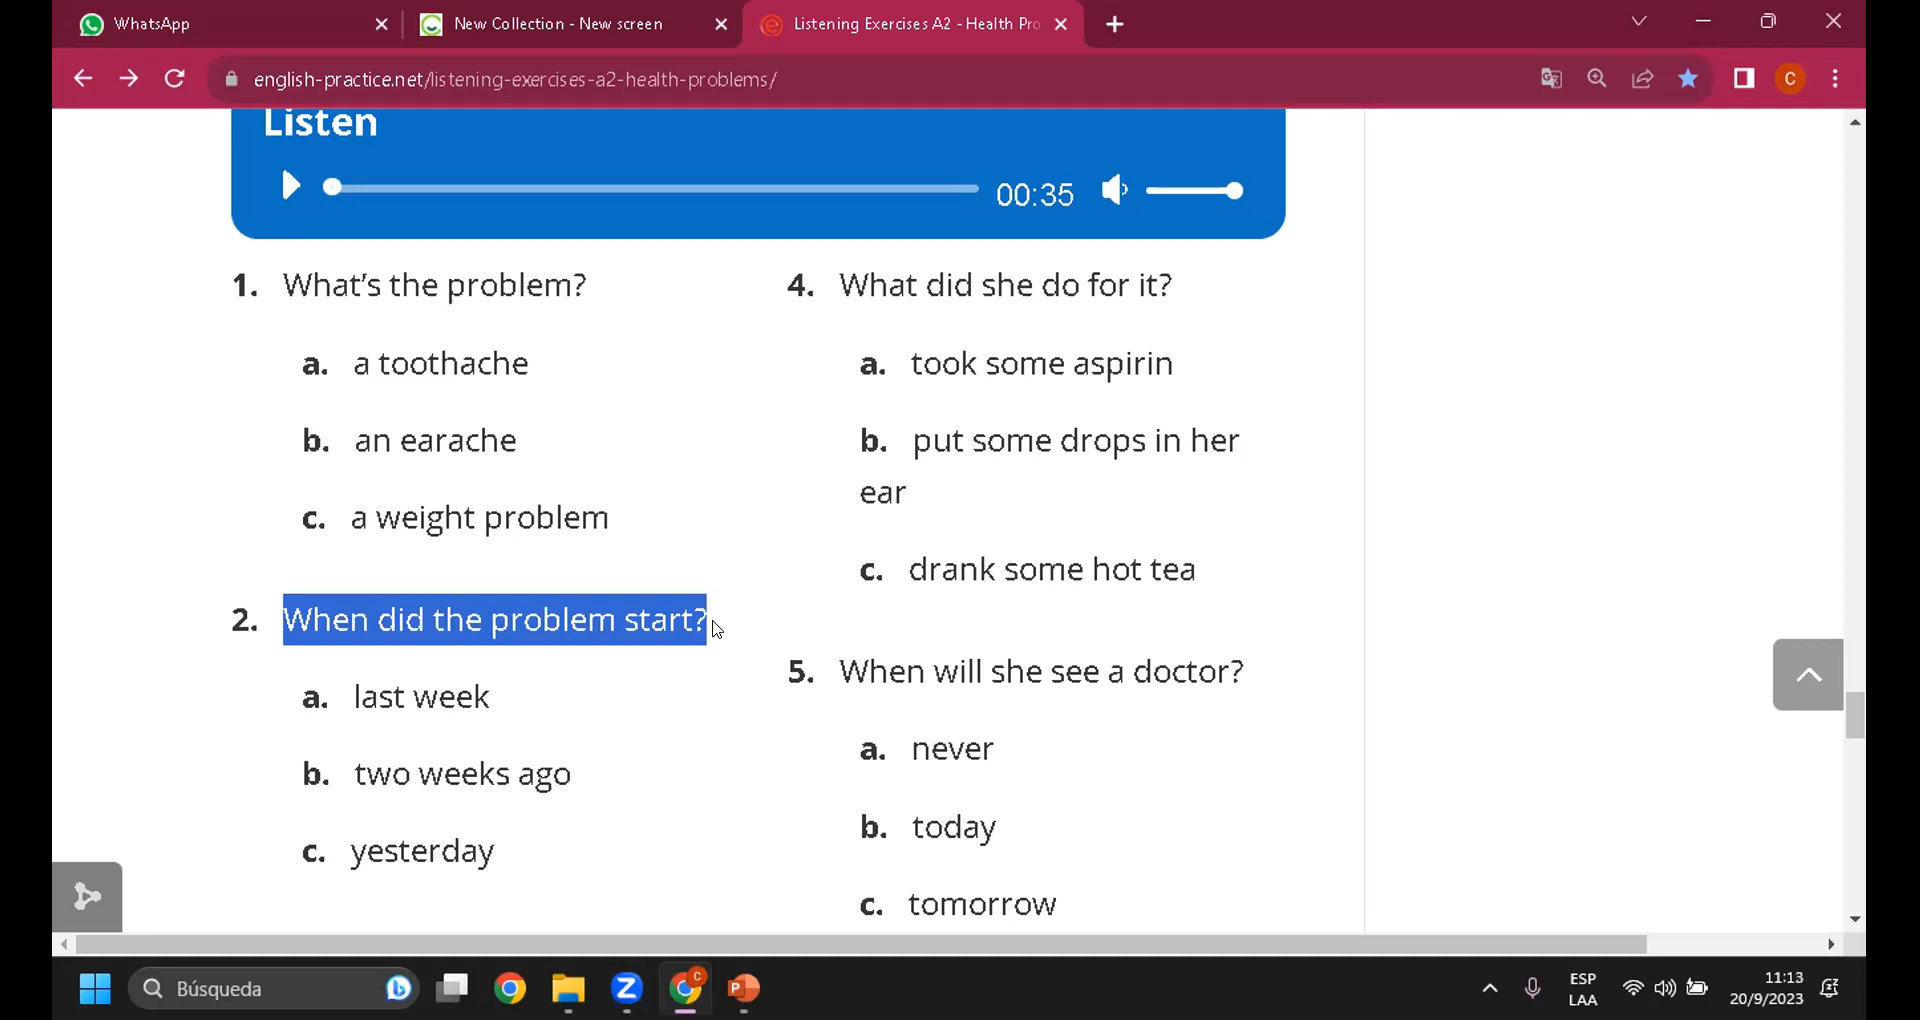 WhatsApp
New Collection - New screen
Listening Exercises A2 - Health Pro
english-practice.net/listening-exercises-a2-health-problems/
C
Listen
00:35
1. What's the problem?
a. a toothache
b. an earache
c. a weight problem
2. When did the problem start?
a. last week
b. two weeks ago
c. yesterday
4. What did she do for it?
a. took some aspirin
b. put some drops in her
ear
c. drank some hot tea
5. When will she see a doctor?
a. never
b. today
c. tomorrow
Búsqueda
ESP
LAA
11:13
20/9/2023